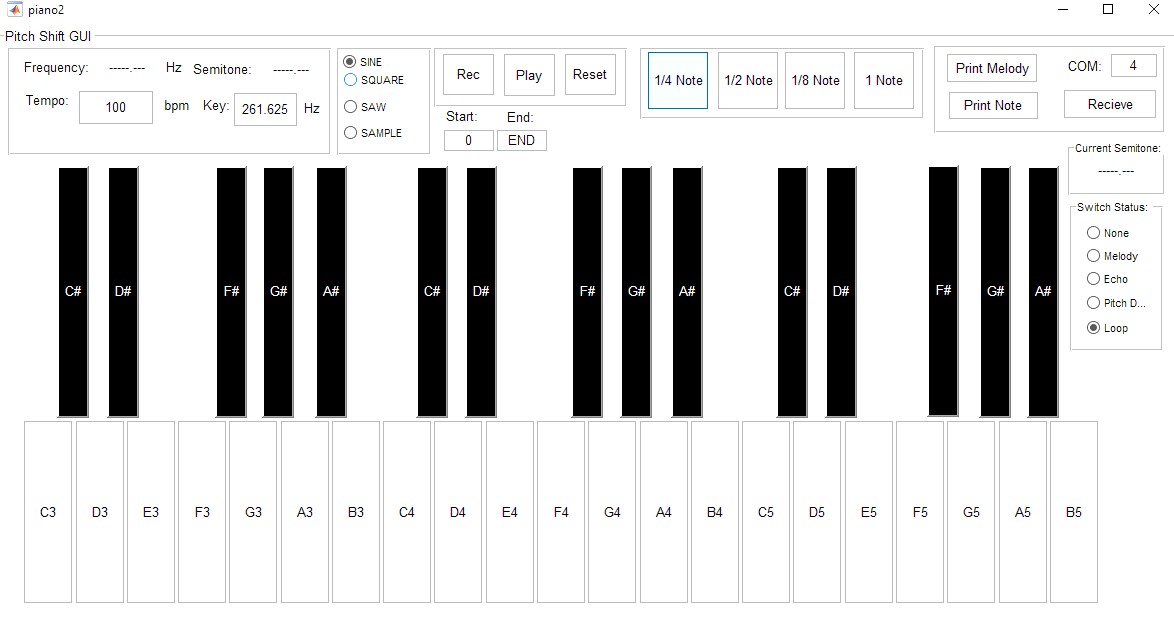 piano2
Pitch Shift GUI
Frequency: -----.--- Hz Semitone: -----.---
Tempo: 100 bpm Key: 261.625 Hz
SINE
SQUARE
SAW
SAMPLE
Rec Play Reset
Start: End:
0 END
1/4 Note 1/2 Note 1/8 Note 1 Note
Print Melody COM: 4
Print Note Recieve
Current Semitone:
-----.---
Switch Status:
None
Melody
Echo
Pitch D...
Loop
C# D# F# G# A# C# D# F# G# A# C# D# F# G# A#
C3 D3 E3 F3 G3 A3 B3 C4 D4 E4 F4 G4 A4 B4 C5 D5 E5 F5 G5 A5 B5